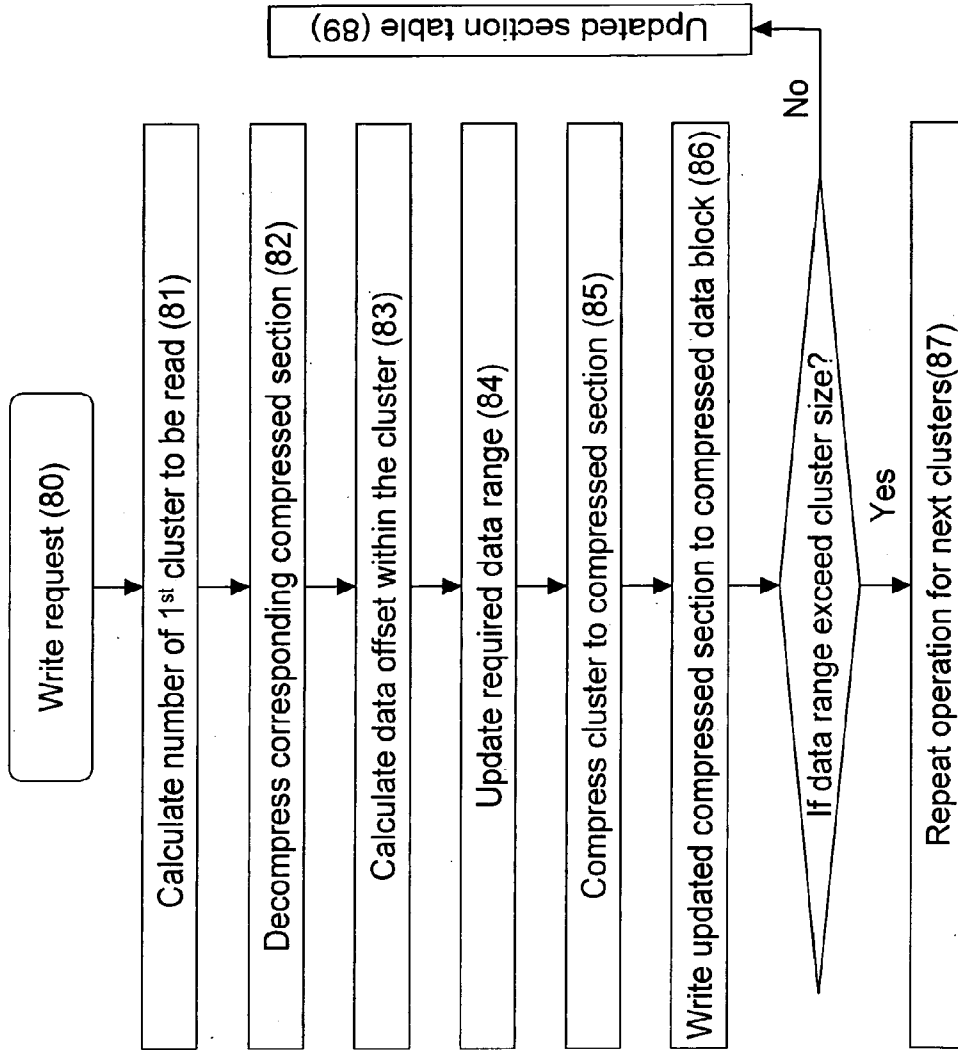 Write request (80)
Calculate number of 1st cluster to be read (81)
Decompress corresponding compressed section (82)
Calculate data offset within the cluster (83)
Update required data range (84)
Compress cluster to compressed section (85)
Write updated compressed section to compressed data block (86)
If data range exceed cluster size?
No
Updated section table (89)
Yes
Repeat operation for next clusters(87)